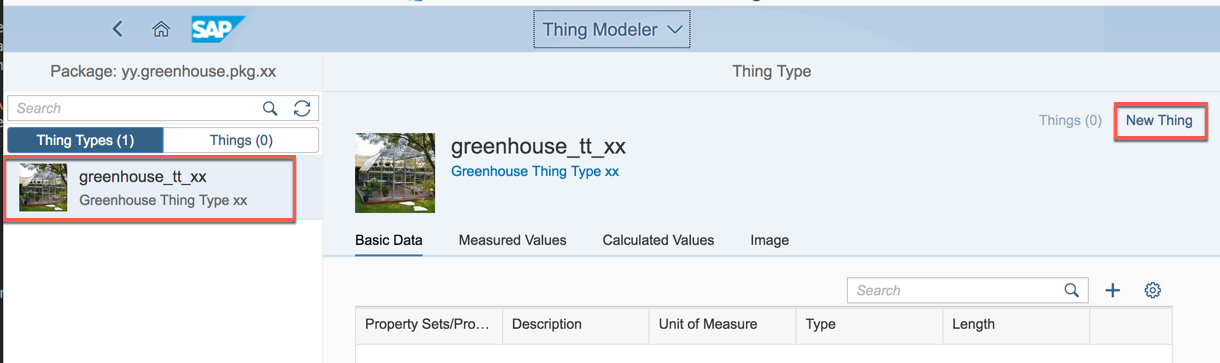 SAP
Thing Modeler
Package: yy.greenhouse.pkg.xx
Thing Type
Search
Thing Types (1)
Things (0)
greenhouse_tt_xx
Greenhouse Thing Type xx
Things (0)
New Thing
greenhouse_tt_xx
Greenhouse Thing Type xx
Basic Data
Measured Values
Calculated Values
Image
Search
Property Sets/Pro…
Description
Unit of Measure
Type
Length